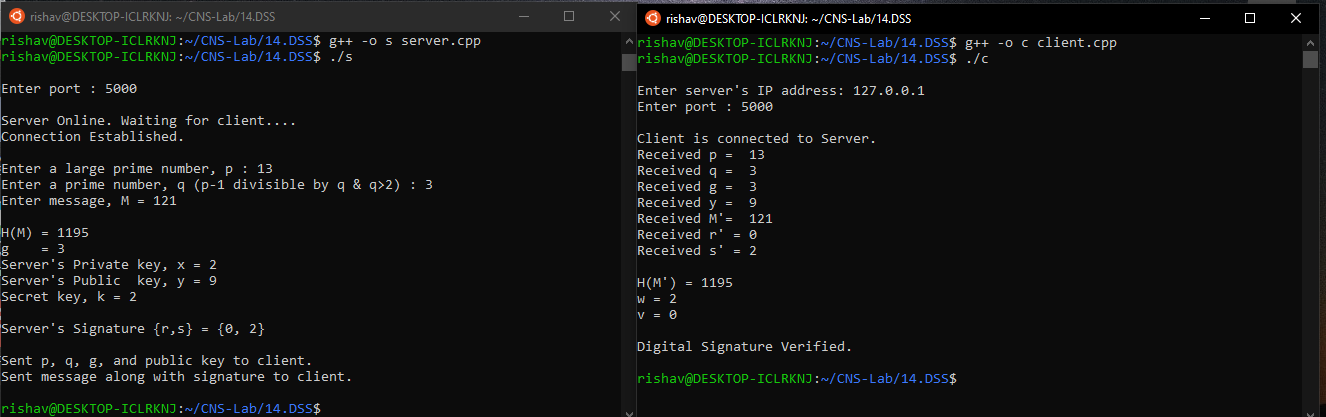 rishav@DESKTOP-ICLRKNJ: ~/CNS-Lab/14.DSS
rishav@DESKTOP-ICLRKNJ:~/CNS-Lab/14.DSS$ g++ -o s server.cpp
rishav@DESKTOP-ICLRKNJ:~/CNS-Lab/14.DSS$ ./s
Enter port : 5000
Server Online. Waiting for client....
Connection Established.
Enter a large prime number, p : 13
Enter a prime number, q (p-1 divisible by q & q>2) : 3
Enter message, M = 121
H(M) = 1195
g    = 3
Server's Private key, x = 2
Server's Public  key, y = 9
Secret key, k = 2
Server's Signature {r,s} = {0, 2}
Sent p, q, g, and public key to client.
Sent message along with signature to client.
rishav@DESKTOP-ICLRKNJ:~/CNS-Lab/14.DSS$
rishav@DESKTOP-ICLRKNJ: ~/CNS-Lab/14.DSS
rishav@DESKTOP-ICLRKNJ:~/CNS-Lab/14.DSS$ g++ -o c client.cpp
rishav@DESKTOP-ICLRKNJ:~/CNS-Lab/14.DSS$ ./c
Enter server's IP address: 127.0.0.1
Enter port : 5000
Client is connected to Server.
Received p =  13
Received q =  3
Received g =  3
Received y =  9
Received M'=  121
Received r' = 0
Received s' = 2
H(M') = 1195
w = 2
v = 0
Digital Signature Verified.
rishav@DESKTOP-ICLRKNJ:~/CNS-Lab/14.DSS$